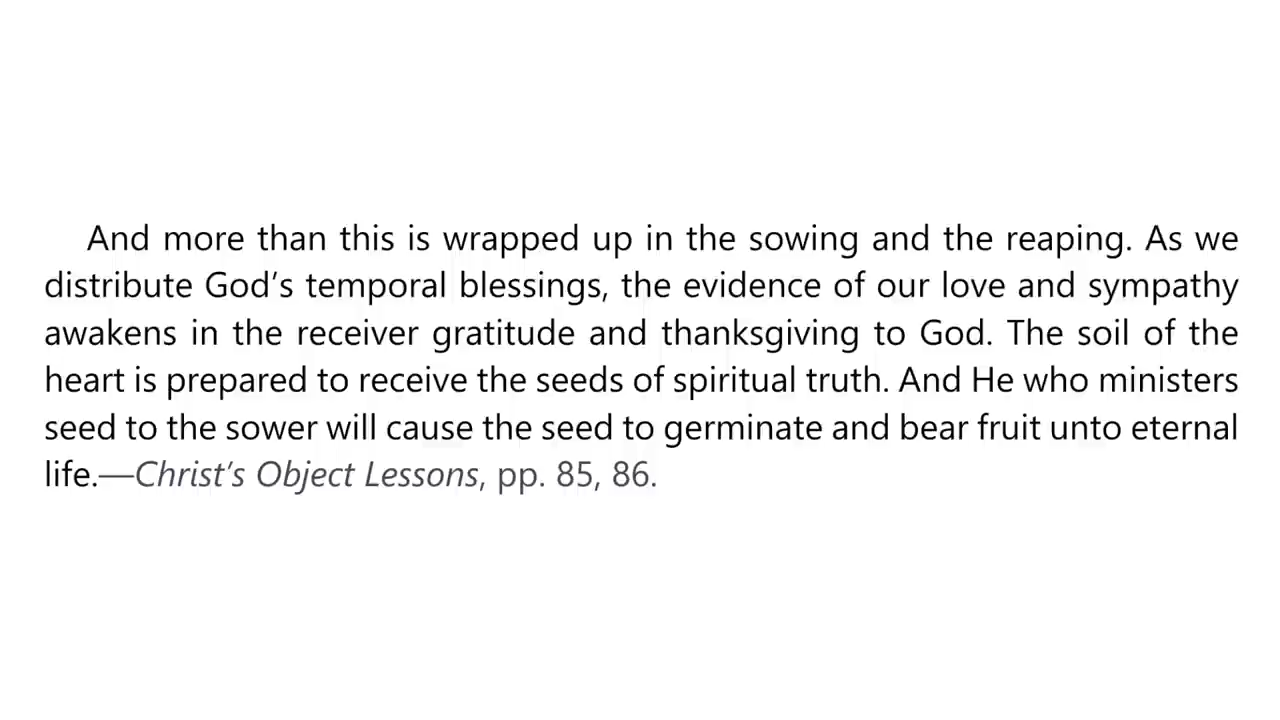 And more than this is wrapped up in the sowing and the reaping. As we
distribute God’s temporal blessings, the evidence of our love and sympathy
awakens in the receiver gratitude and thanksgiving to God. The soil of the
heart is prepared to receive the seeds of spiritual truth. And He who ministers
seed to the sower will cause the seed to germinate and bear fruit unto eternal
life.—Christ’s Object Lessons, pp. 85, 86.